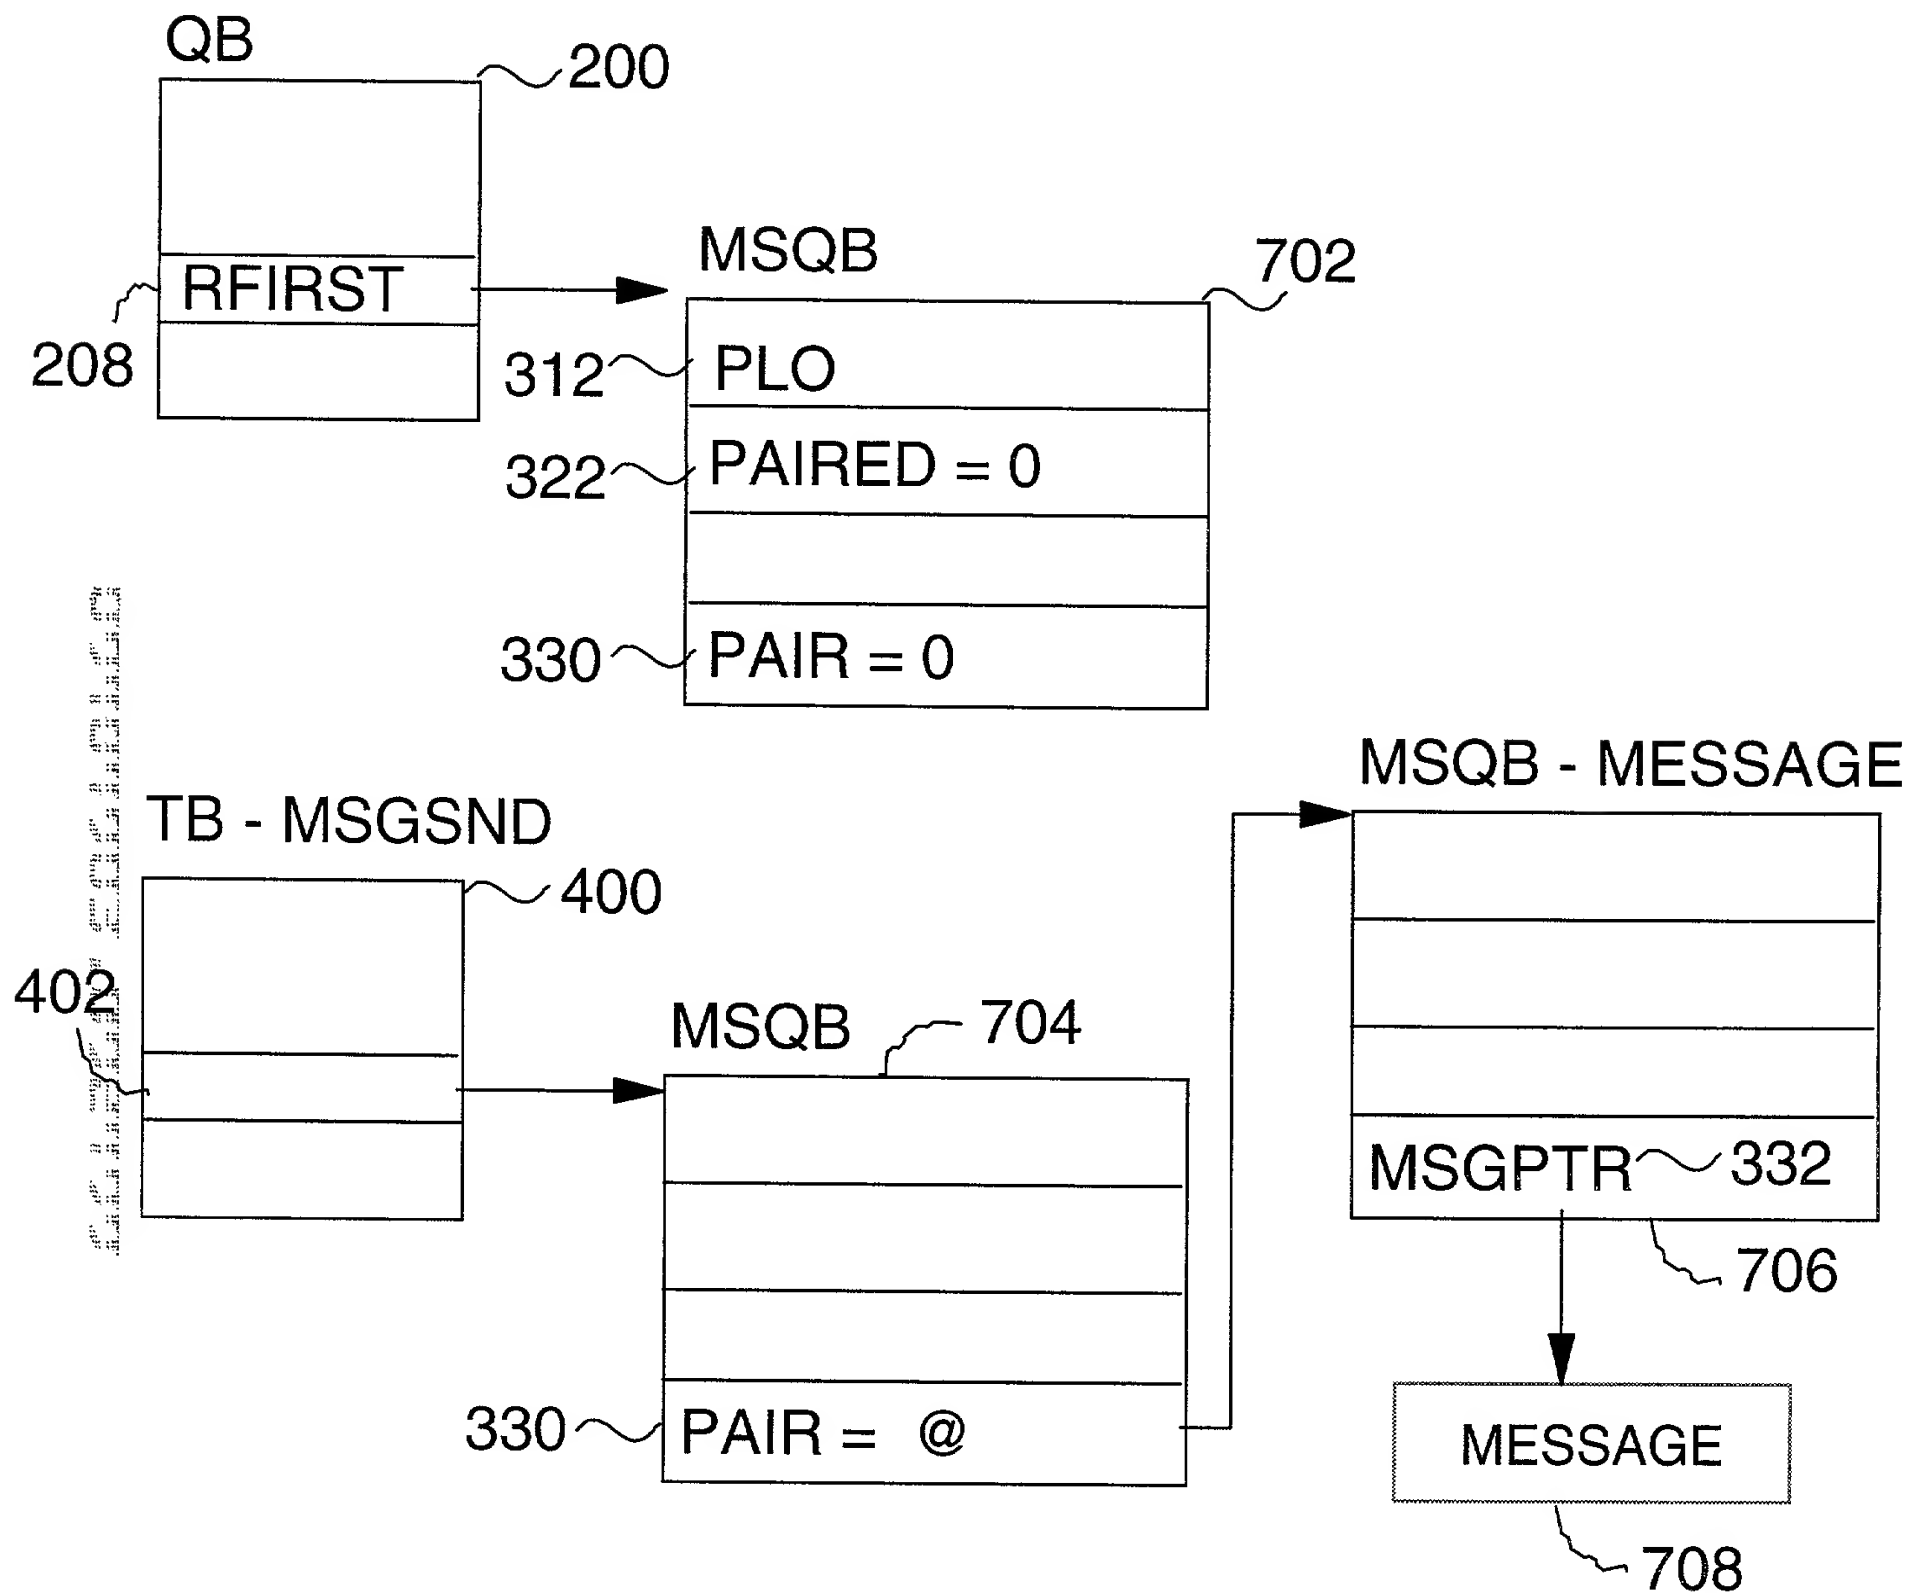 QB
200
RFIRST
208
MSQB
702
312
PLO
322
PAIRED = 0
330
PAIR = 0
TB - MSGSND
400
402
MSQB
704
330
PAIR = @
MSQB - MESSAGE
MSGPTR
332
706
MESSAGE
708